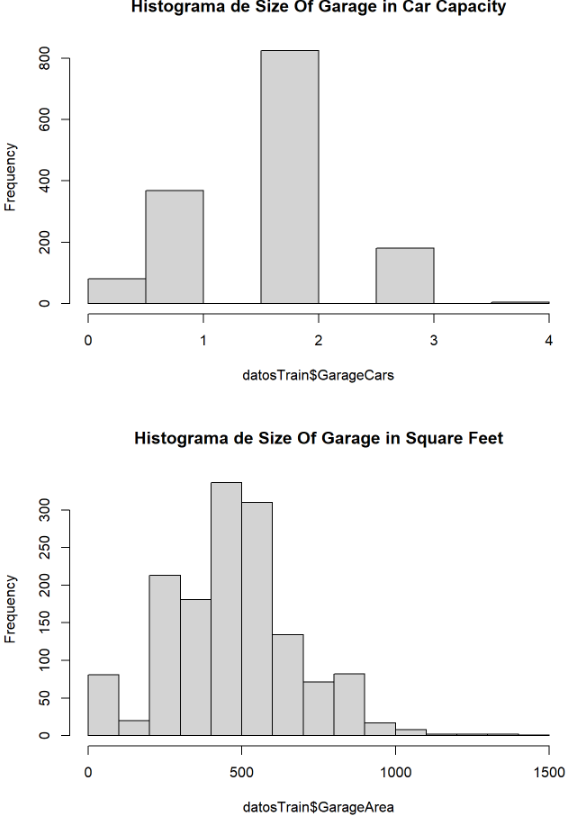 Histograma de Size Of Garage in Car Capacity
Frequency
800
600
400
200
0
0 1 2 3 4
datosTrain$GarageCars
Histograma de Size Of Garage in Square Feet
Frequency
300
250
200
150
100
50
0
0 500 1000 1500
datosTrain$GarageArea